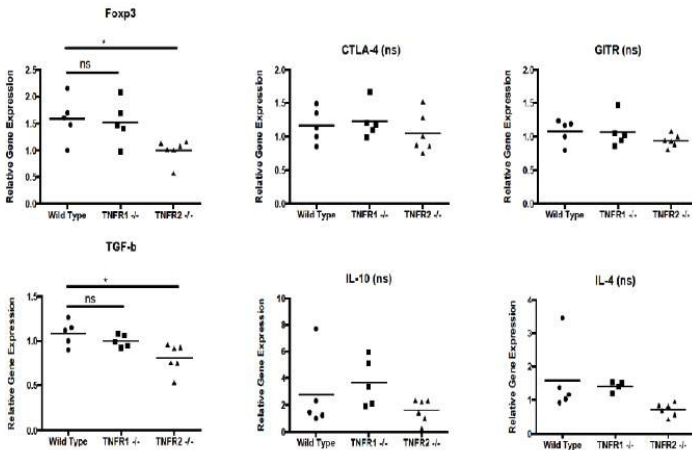 Foxp3
*
ns
Relative Gene Expression
2.5
2.0
1.5
1.0
0.5
0.0
Wild Type TNFR1 -/- TNFR2 -/-
CTLA-4 (ns)
Relative Gene Expression
2.0
1.5
1.0
0.5
0.0
Wild Type TNFR1 -/- TNFR2 -/-
GITR (ns)
Relative Gene Expression
2.0
1.5
1.0
0.5
0.0
Wild Type TNFR1 -/- TNFR2 -/-
TGF-b
*
ns
Relative Gene Expression
1.5
1.0
0.5
0.0
Wild Type TNFR1 -/- TNFR2 -/-
IL-10 (ns)
Relative Gene Expression
10
8
6
4
2
0
Wild Type TNFR1 -/- TNFR2 -/-
IL-4 (ns)
Relative Gene Expression
4
3
2
1
0
Wild Type TNFR1 -/- TNFR2 -/-